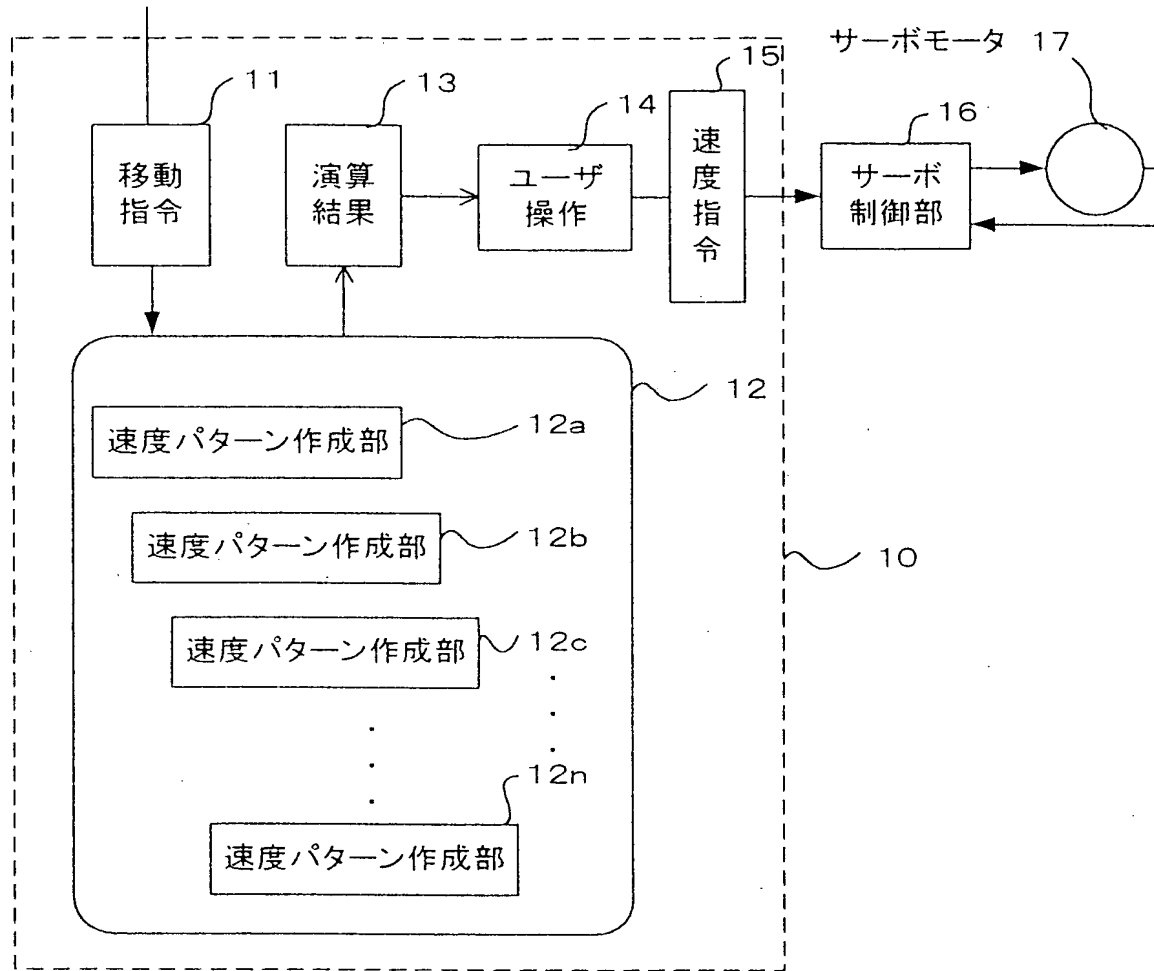 サーボモータ 17
11
13
14
15
16
移動
指令
演算
結果
ユーザ
操作
速度指令
サーボ
制御部
12
速度パターン作成部
12a
速度パターン作成部
12b
10
速度パターン作成部
12c
12n
速度パターン作成部